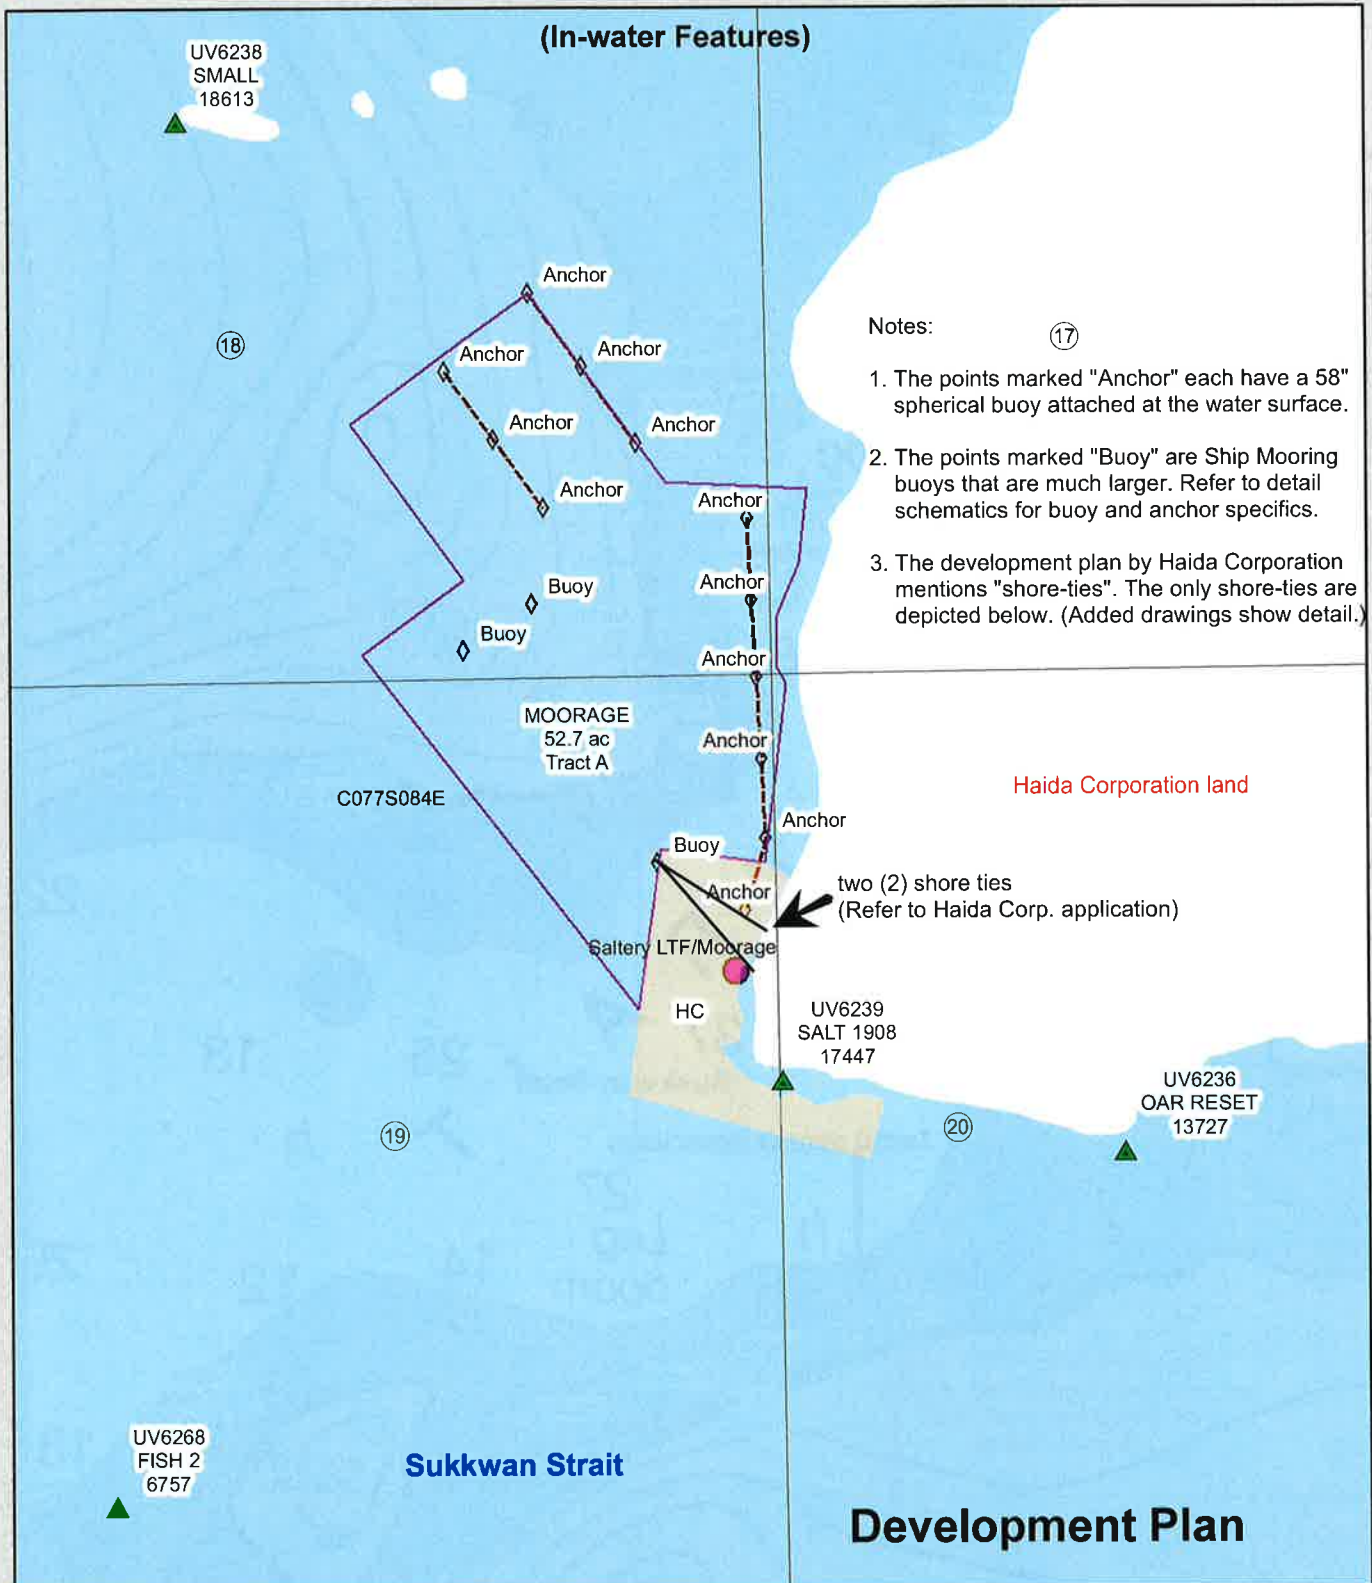 (In-water Features)
UV6238
SMALL
18613
Anchor
Anchor
Anchor
Anchor
Anchor
Anchor
18
17
Notes:
1. The points marked "Anchor" each have a 58"
spherical buoy attached at the water surface.
2. The points marked "Buoy" are Ship Mooring
buoys that are much larger. Refer to detail
schematics for buoy and anchor specifics.
3. The development plan by Haida Corporation
mentions "shore-ties". The only shore-ties are
depicted below. (Added drawings show detail.)
Anchor
Anchor
Anchor
Anchor
Anchor
Buoy
Buoy
MOORAGE
52.7 ac
Tract A
C077S084E
Haida Corporation land
Buoy
Anchor
two (2) shore ties
(Refer to Haida Corp. application)
Saltery LTF/Moorage
HC
UV6239
SALT 1908
17447
UV6236
OAR RESET
13727
19
20
UV6268
FISH 2
6757
Sukkwan Strait
Development Plan